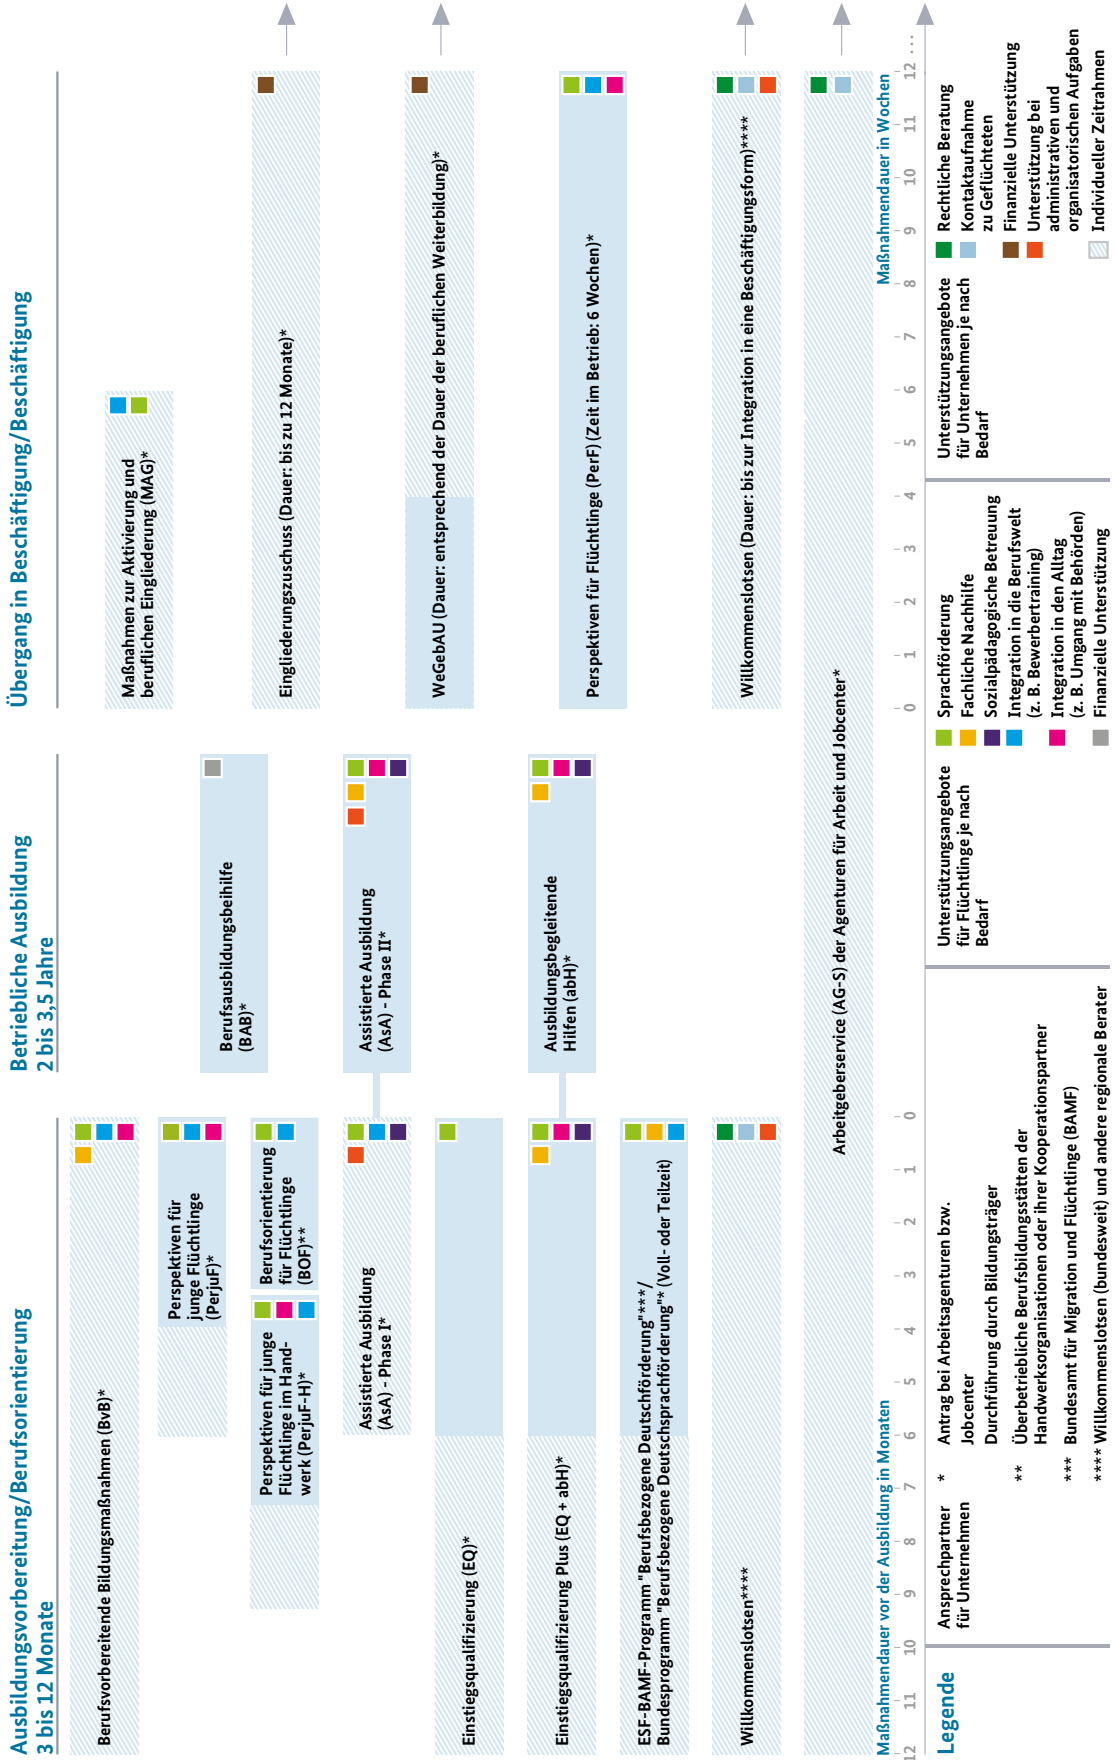 Ausbildungsvorbereitung/Berufsorientierung
3 bis 12 Monate
Betriebliche Ausbildung
2 bis 3,5 Jahre
Übergang in Beschäftigung/Beschäftigung
Berufsvorbereitende Bildungsmaßnahmen (BvB)*
Perspektiven für
junge Flüchtlinge
(PerjuF)*
Perspektiven für junge
Flüchtlinge im Hand-
werk (PerjuF-H)*
Berufsorientierung
für Flüchtlinge
(BOF)**
Assistierte Ausbildung
(AsA) - Phase I*
Einstiegsqualifizierung (EQ)*
Einstiegsqualifizierung Plus (EQ + abH)*
ESF-BAMF-Programm "Berufsbezogene Deutschförderung"***/
Bundesprogramm "Berufsbezogene Deutschsprachförderung"* (Voll- oder Teilzeit)
Willkommenslotsen****
Berufsausbildungsbeihilfe
(BAB)*
Assistierte Ausbildung
(AsA) - Phase II*
Ausbildungsbegleitende
Hilfen (abH)*
Maßnahmen zur Aktivierung und
beruflichen Eingliederung (MAG)*
Eingliederungszuschuss (Dauer: bis zu 12 Monate)*
WeGebAU (Dauer: entsprechend der Dauer der beruflichen Weiterbildung)*
Perspektiven für Flüchtlinge (PerF) (Zeit im Betrieb: 6 Wochen)*
Willkommenslotsen (Dauer: bis zur Integration in eine Beschäftigungsform)****
Arbeitgeberservice (AG-S) der Agenturen für Arbeit und Jobcenter*
Maßnahmendauer vor der Ausbildung in Monaten
Maßnahmendauer in Wochen
12 11 10 9 8 7 6 5 4 3 2 1 0
0 1 2 3 4 5 6 7 8 9 10 11 12 ...
Legende
Ansprechpartner
für Unternehmen
* Antrag bei Arbeitsagenturen bzw.
Jobcenter
Durchführung durch Bildungsträger
** Überbetriebliche Berufsbildungsstätten der
Handwerksorganisationen oder ihrer Kooperationspartner
*** Bundesamt für Migration und Flüchtlinge (BAMF)
**** Willkommenslotsen (bundesweit) und andere regionale Berater
Unterstützungsangebote
für Flüchtlinge je nach
Bedarf
Sprachförderung
Fachliche Nachhilfe
Sozialpädagogische Betreuung
Integration in die Berufswelt
(z. B. Bewerbertraining)
Integration in den Alltag
(z. B. Umgang mit Behörden)
Finanzielle Unterstützung
Unterstützungsangebote
für Unternehmen je nach
Bedarf
Rechtliche Beratung
Kontaktaufnahme
zu Geflüchteten
Finanzielle Unterstützung
Unterstützung bei
administrativen und
organisatorischen Aufgaben
Individueller Zeitrahmen